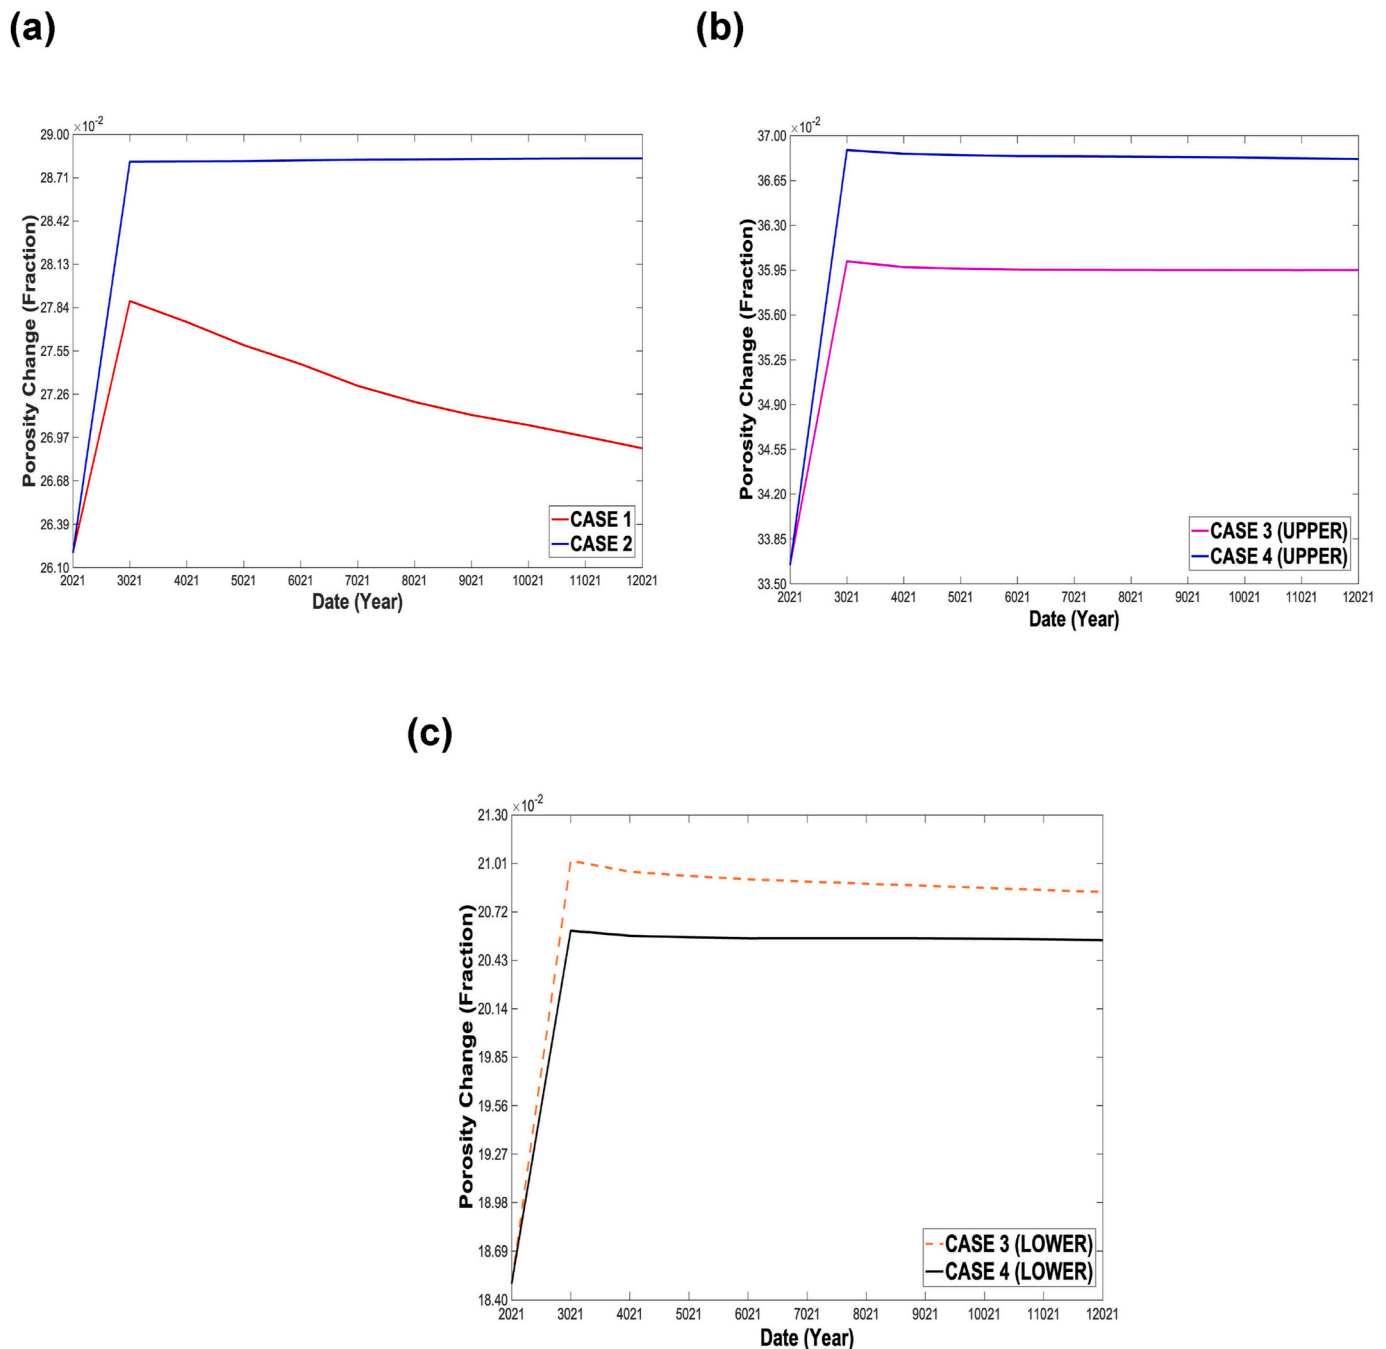 (a)
×10-2
29.00
28.71
28.42
28.13
27.84
27.55
27.26
26.97
26.68
26.39
26.10
Porosity Change (Fraction)
CASE 1
CASE 2
2021 3021 4021 5021 6021 7021 8021 9021 10021 11021 12021
Date (Year)
(b)
×10-2
37.00
36.65
36.30
35.95
35.60
35.25
34.90
34.55
34.20
33.85
33.50
Porosity Change (Fraction)
CASE 3 (UPPER)
CASE 4 (UPPER)
2021 3021 4021 5021 6021 7021 8021 9021 10021 11021 12021
Date (Year)
(c)
×10-2
21.30
21.01
20.72
20.43
20.14
19.85
19.56
19.27
18.98
18.69
18.40
Porosity Change (Fraction)
CASE 3 (LOWER)
CASE 4 (LOWER)
2021 3021 4021 5021 6021 7021 8021 9021 10021 11021 12021
Date (Year)